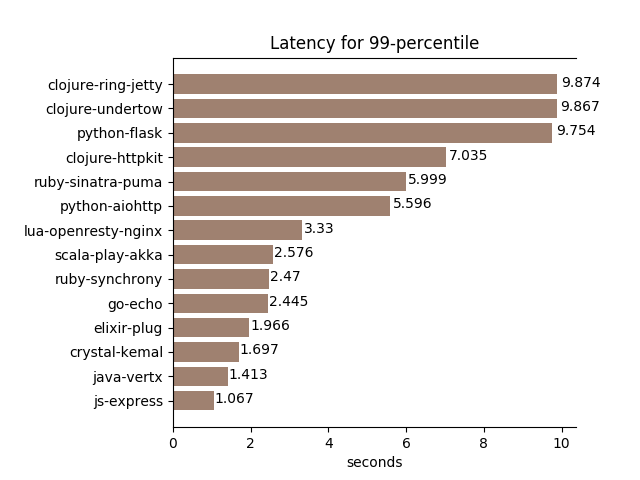 Latency for 99-percentile
clojure-ring-jetty 9.874
clojure-undertow 9.867
python-flask 9.754
clojure-httpkit 7.035
ruby-sinatra-puma 5.999
python-aiohttp 5.596
lua-openresty-nginx 3.33
scala-play-akka 2.576
ruby-synchrony 2.47
go-echo 2.445
elixir-plug 1.966
crystal-kemal 1.697
java-vertx 1.413
js-express 1.067
0 2 4 6 8 10
seconds